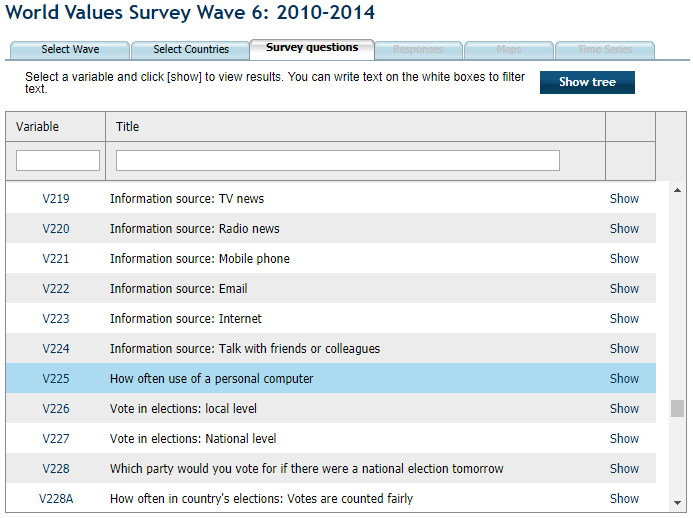 World Values Survey Wave 6: 2010-2014
Select Wave Select Countries Survey questions Responses Maps Time Series
Select a variable and click [show] to view results. You can write text on the white boxes to filter
text.
Show tree
Variable Title
V219 Information source: TV news Show
V220 Information source: Radio news Show
V221 Information source: Mobile phone Show
V222 Information source: Email Show
V223 Information source: Internet Show
V224 Information source: Talk with friends or colleagues Show
V225 How often use of a personal computer Show
V226 Vote in elections: local level Show
V227 Vote in elections: National level Show
V228 Which party would you vote for if there were a national election tomorrow Show
V228A How often in country's elections: Votes are counted fairly Show